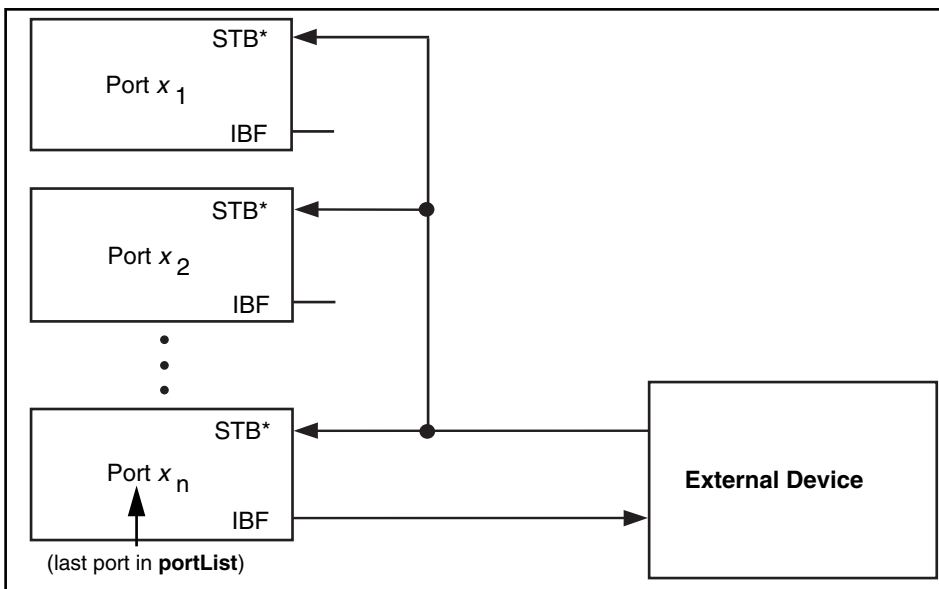 STB*
Port x 1
IBF
STB*
Port x 2
IBF
STB*
Port x n
IBF
External Device
(last port in portList)